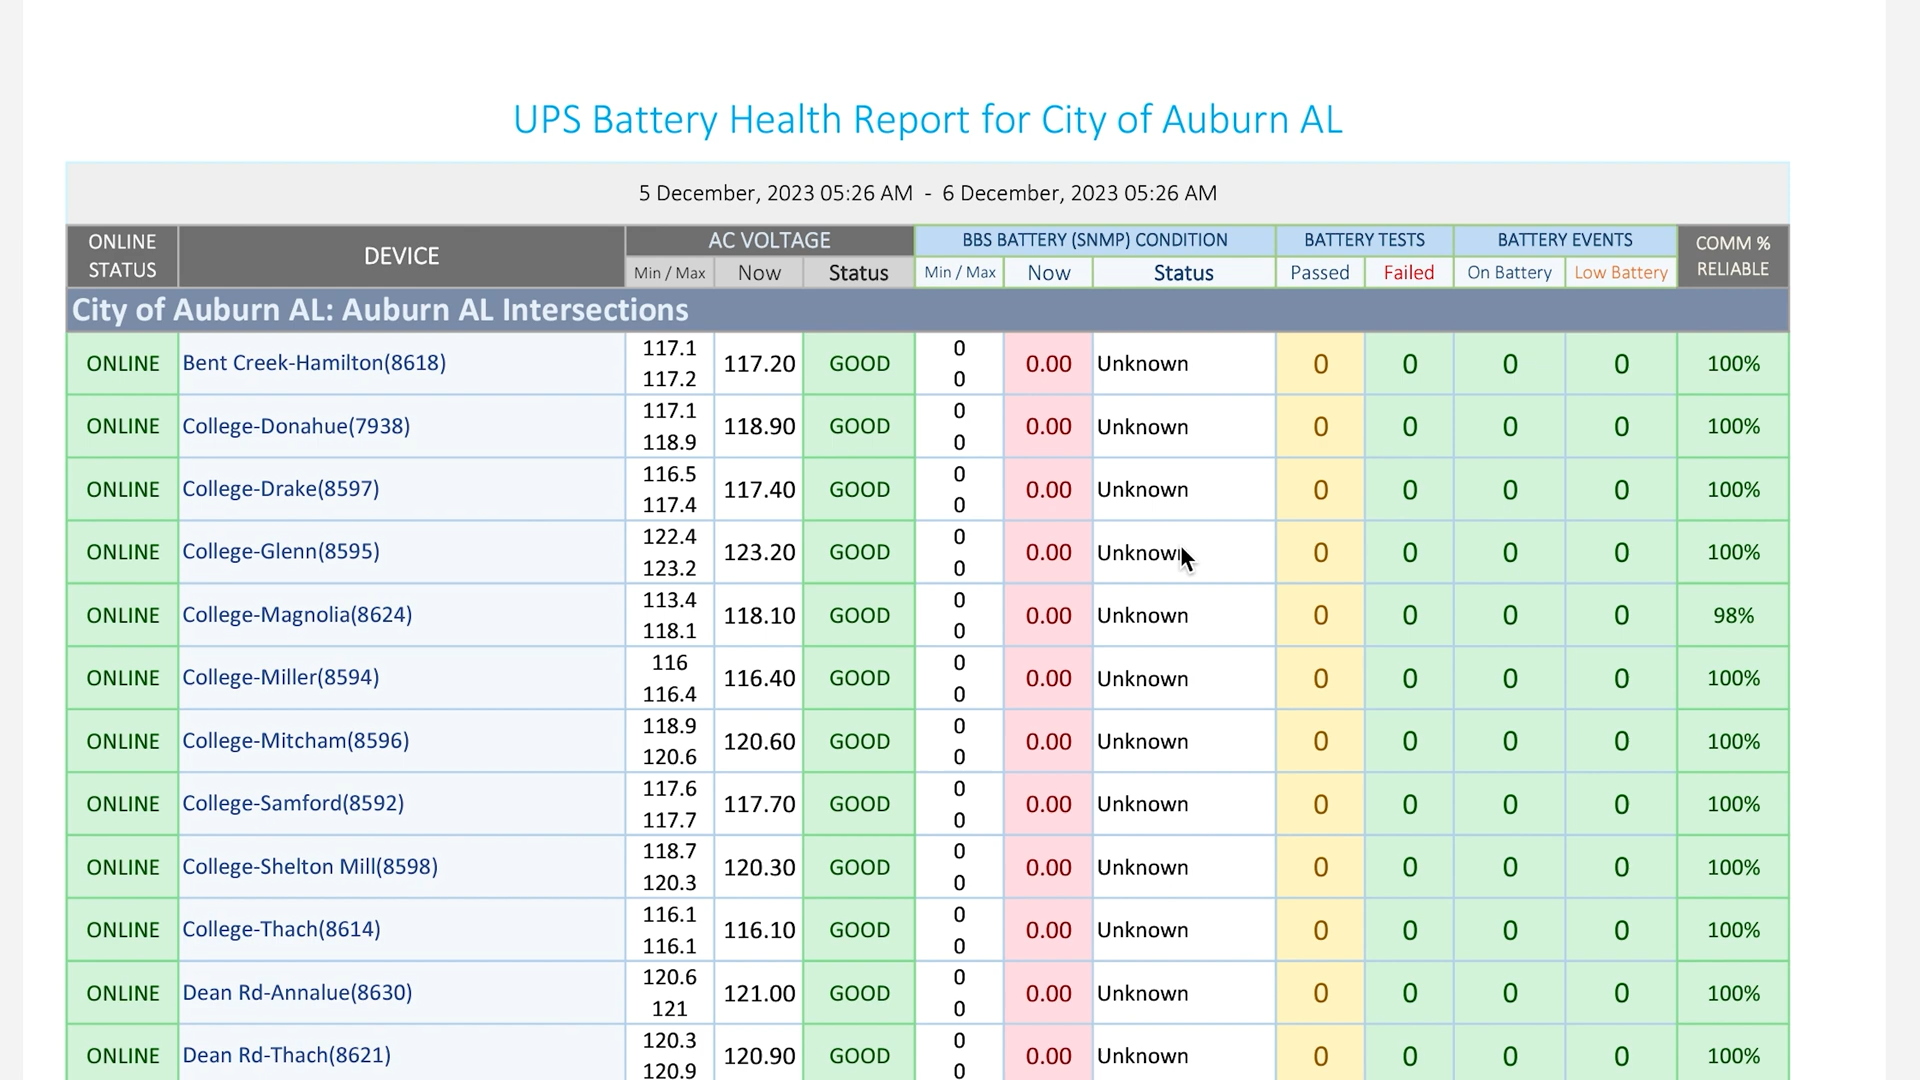 UPS Battery Health Report for City of Auburn AL
5 December, 2023 05:26 AM - 6 December, 2023 05:26 AM
ONLINE STATUS DEVICE AC VOLTAGE BBS BATTERY (SNMP) CONDITION BATTERY TESTS BATTERY EVENTS COMM % RELIABLE
Min / Max Now Status Min / Max Now Status Passed Failed On Battery Low Battery
City of Auburn AL: Auburn AL Intersections
ONLINE Bent Creek-Hamilton(8618) 117.1 117.2 117.20 GOOD 0 0 0.00 Unknown 0 0 0 0 100%
ONLINE College-Donahue(7938) 117.1 118.9 118.90 GOOD 0 0 0.00 Unknown 0 0 0 0 100%
ONLINE College-Drake(8597) 116.5 117.4 117.40 GOOD 0 0 0.00 Unknown 0 0 0 0 100%
ONLINE College-Glenn(8595) 122.4 123.2 123.20 GOOD 0 0 0.00 Unknown 0 0 0 0 100%
ONLINE College-Magnolia(8624) 113.4 118.1 118.10 GOOD 0 0 0.00 Unknown 0 0 0 0 98%
ONLINE College-Miller(8594) 116 116.4 116.40 GOOD 0 0 0.00 Unknown 0 0 0 0 100%
ONLINE College-Mitcham(8596) 118.9 120.6 120.60 GOOD 0 0 0.00 Unknown 0 0 0 0 100%
ONLINE College-Samford(8592) 117.6 117.7 117.70 GOOD 0 0 0.00 Unknown 0 0 0 0 100%
ONLINE College-Shelton Mill(8598) 118.7 120.3 120.30 GOOD 0 0 0.00 Unknown 0 0 0 0 100%
ONLINE College-Thach(8614) 116.1 116.1 116.10 GOOD 0 0 0.00 Unknown 0 0 0 0 100%
ONLINE Dean Rd-Annalue(8630) 120.6 121 121.00 GOOD 0 0 0.00 Unknown 0 0 0 0 100%
ONLINE Dean Rd-Thach(8621) 120.3 120.9 120.90 GOOD 0 0 0.00 Unknown 0 0 0 0 100%